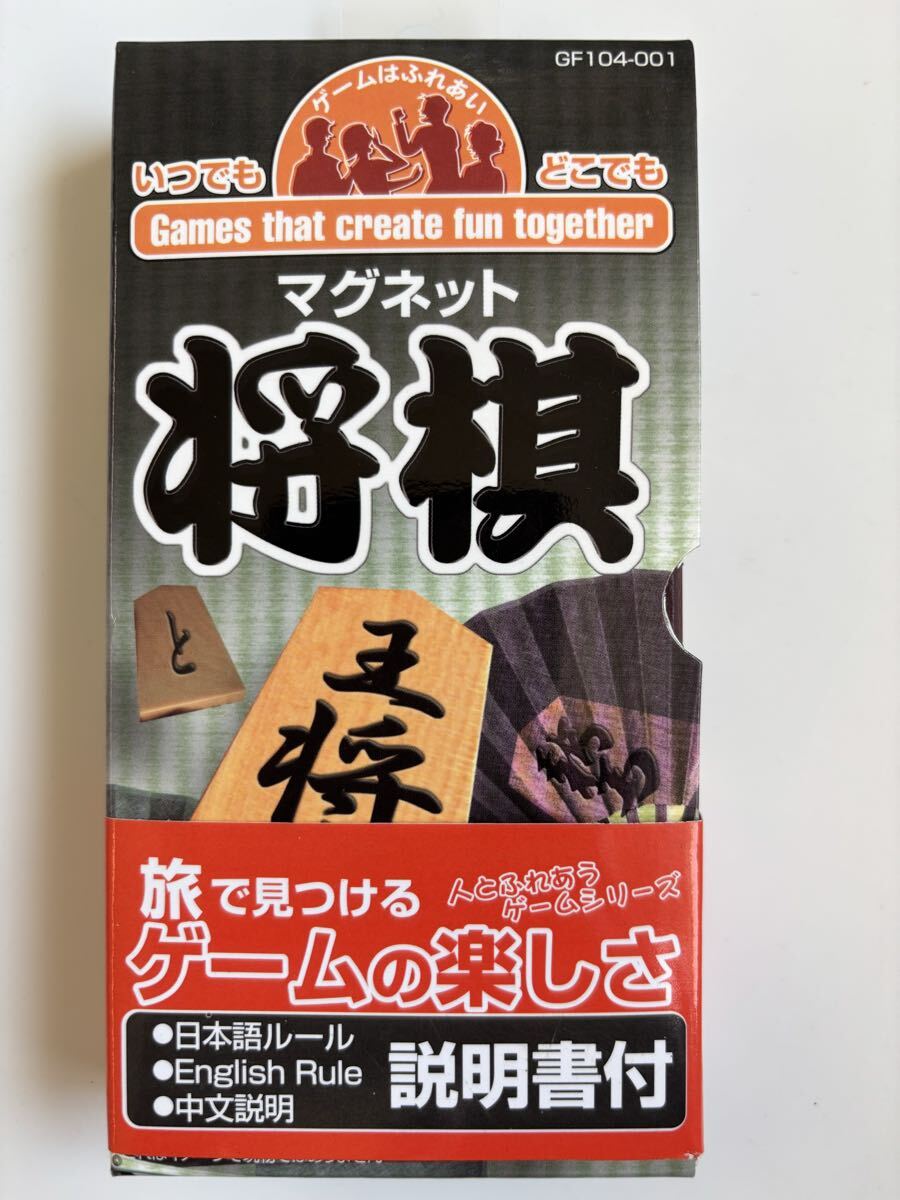 GF104-001
ゲームはふれあい
いつでも
どこでも
Games that create fun together
マグネット
将棋
と
王将
旅で見つける
人とふれあう
ゲームシリーズ
ゲームの楽しさ
●日本語ルール
●English Rule
●中文説明
説明書付